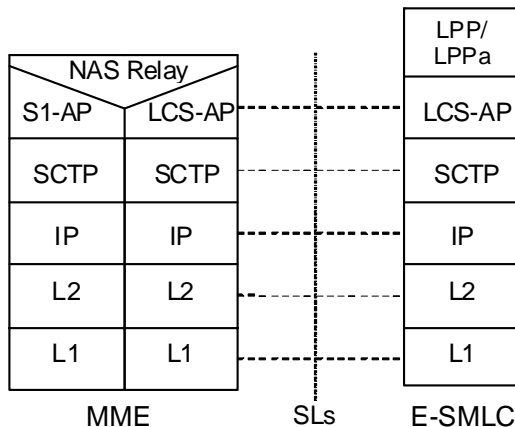 LPP/
LPPa
NAS Relay
S1-AP LCS-AP LCS-AP
SCTP SCTP SCTP
IP IP IP
L2 L2 L2
L1 L1 L1
MME SLs E-SMLC